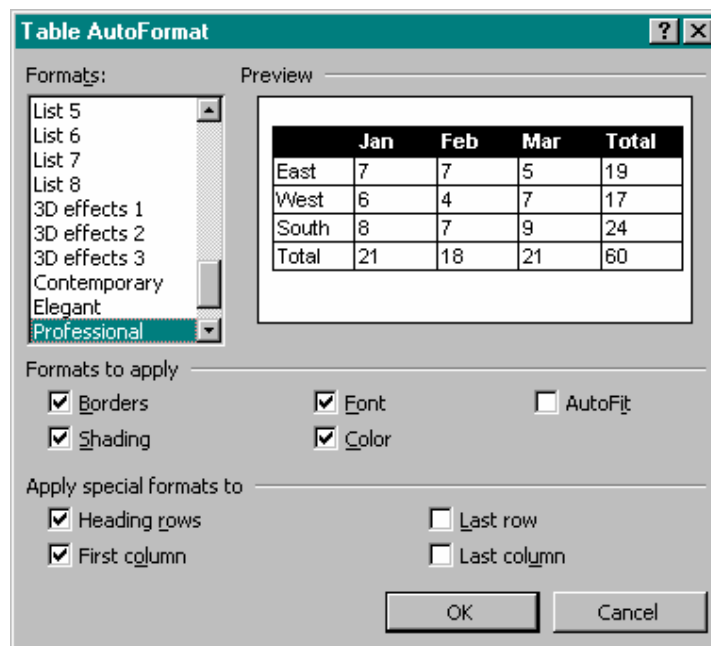 Table AutoFormat
Formats: Preview
List 5
List 6
List 7
List 8
3D effects 1
3D effects 2
3D effects 3
Contemporary
Elegant
Professional
Jan Feb Mar Total
East 7 7 5 19
West 6 4 7 17
South 8 7 9 24
Total 21 18 21 60
Formats to apply
Borders Font AutoFit
Shading Color
Apply special formats to
Heading rows Last row
First column Last column
OK Cancel